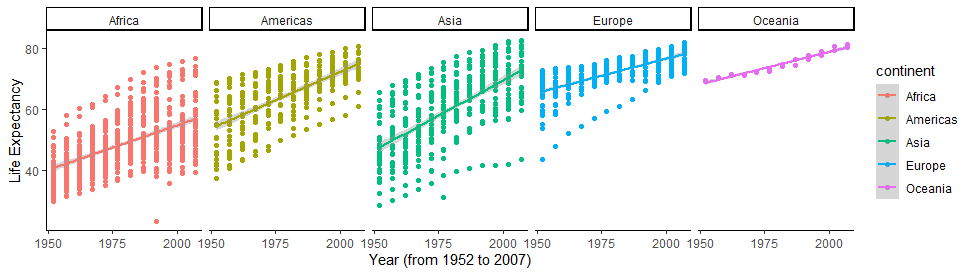 Africa Americas Asia Europe Oceania
80
60
40
Life Expectancy
1950 1975 2000 1950 1975 2000 1950 1975 2000 1950 1975 2000 1950 1975 2000
Year (from 1952 to 2007)
continent
Africa
Americas
Asia
Europe
Oceania